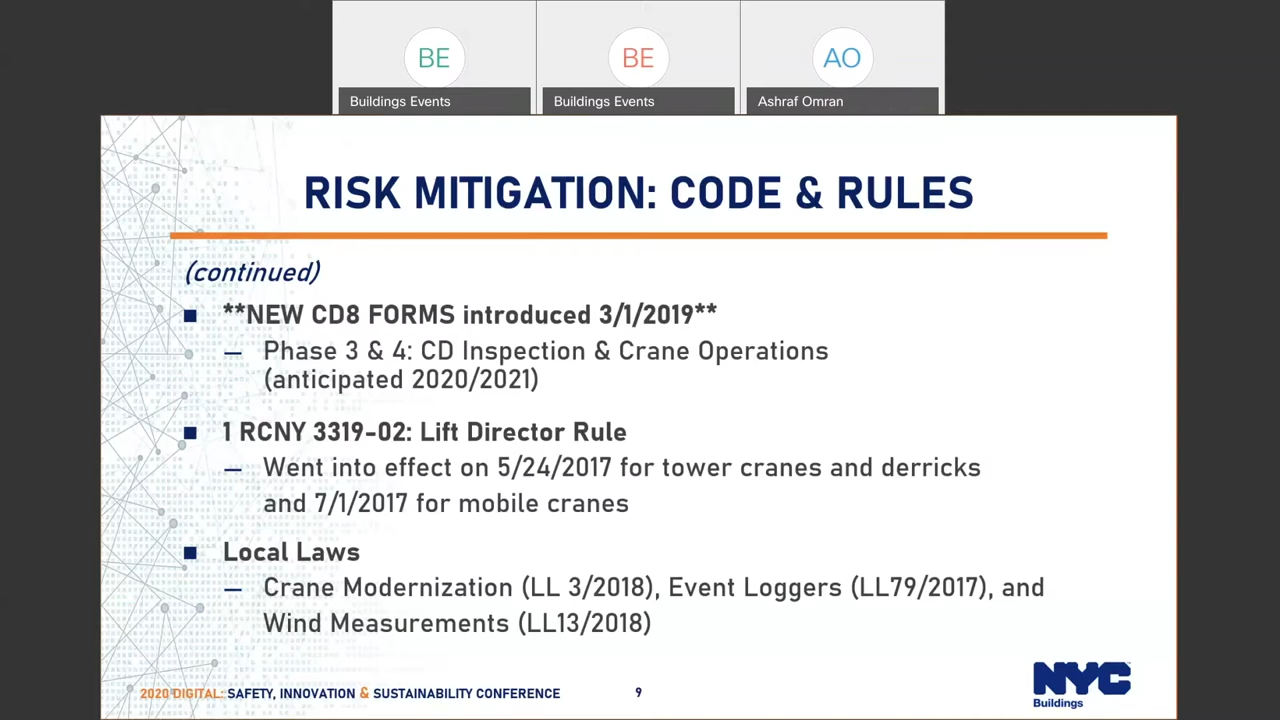 BE
BE
AO
Buildings Events
Buildings Events
Ashraf Omran
RISK MITIGATION: CODE & RULES
(continued)
**NEW CD8 FORMS introduced 3/1/2019**
– Phase 3 & 4: CD Inspection & Crane Operations
(anticipated 2020/2021)
1 RCNY 3319-02: Lift Director Rule
– Went into effect on 5/24/2017 for tower cranes and derricks
and 7/1/2017 for mobile cranes
Local Laws
– Crane Modernization (LL 3/2018), Event Loggers (LL79/2017), and
Wind Measurements (LL13/2018)
2020 DIGITAL: SAFETY, INNOVATION & SUSTAINABILITY CONFERENCE
9
NYC
Buildings